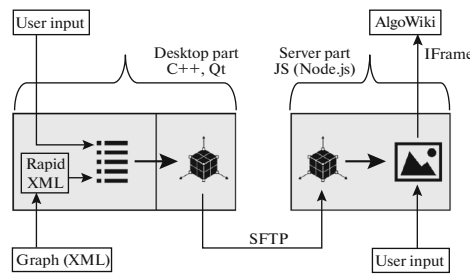 User input
AlgoWiki
Desktop part
C++, Qt
Server part
JS (Node.js)
IFrame
Rapid
XML
SFTP
Graph (XML)
User input